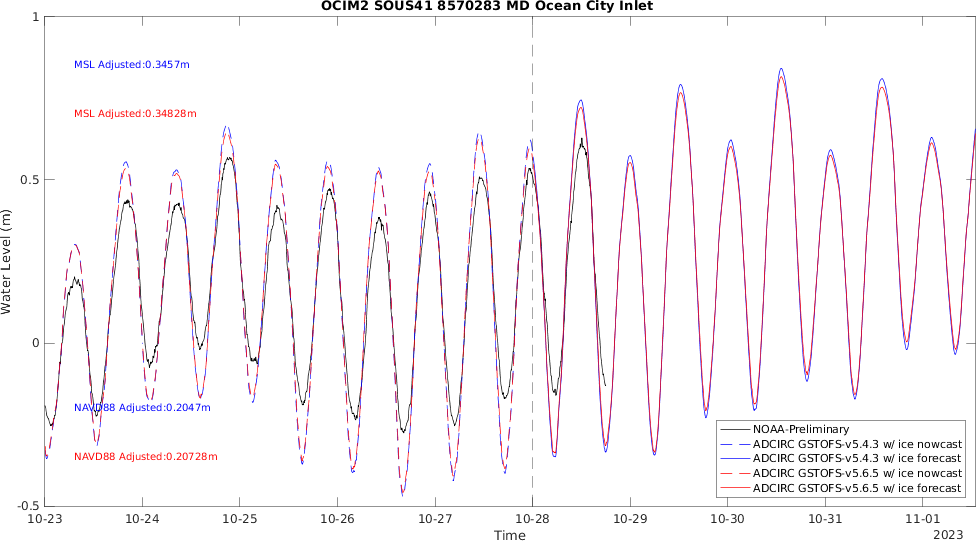 OCIM2 SOUS41 8570283 MD Ocean City Inlet
1
MSL Adjusted:0.3457m
MSL Adjusted:0.34828m
0.5
Water Level (m)
0
NAVD88 Adjusted:0.2047m
NAVD88 Adjusted:0.20728m
-0.5
NOAA-Preliminary
ADCIRC GSTOFS-v5.4.3 w/ ice nowcast
ADCIRC GSTOFS-v5.4.3 w/ ice forecast
ADCIRC GSTOFS-v5.6.5 w/ ice nowcast
ADCIRC GSTOFS-v5.6.5 w/ ice forecast
10-23 10-24 10-25 10-26 10-27 10-28 10-29 10-30 10-31 11-01
Time
2023